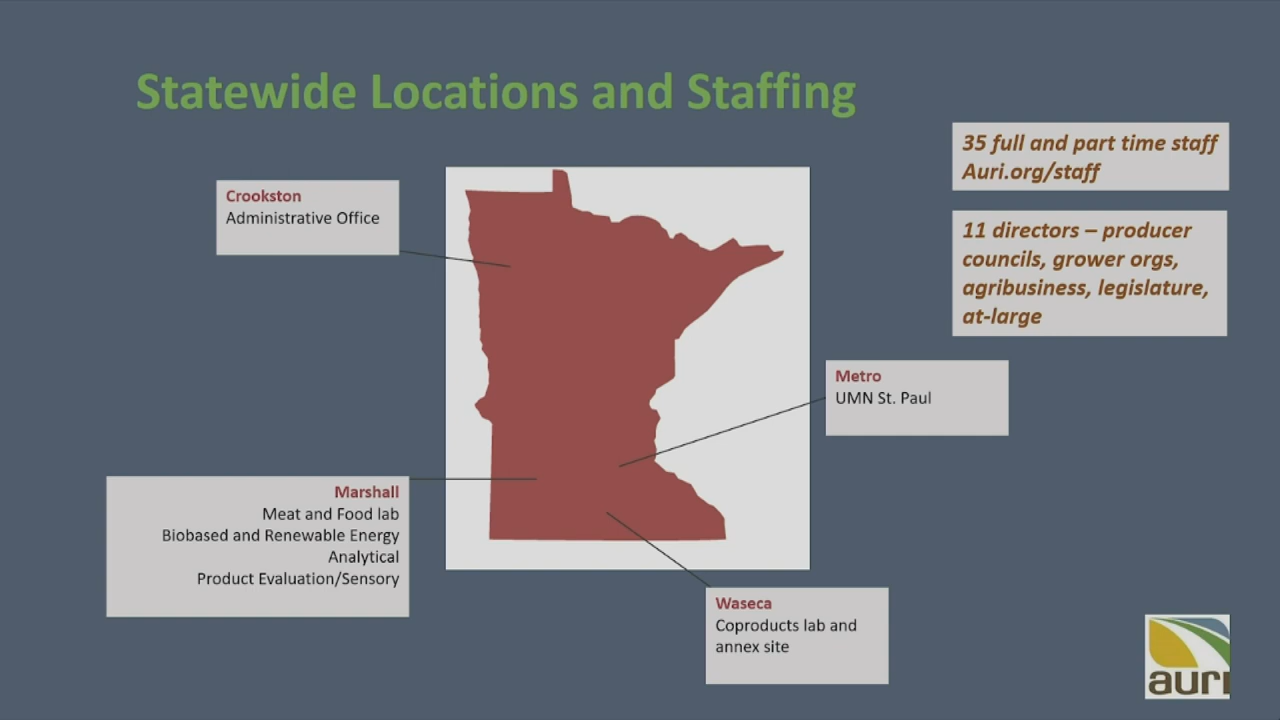 Statewide Locations and Staffing
35 full and part time staff
Auri.org/staff
11 directors – producer
councils, grower orgs,
agribusiness, legislature,
at-large
Crookston
Administrative Office
Metro
UMN St. Paul
Marshall
Meat and Food lab
Biobased and Renewable Energy
Analytical
Product Evaluation/Sensory
Waseca
Coproducts lab and
annex site
auri